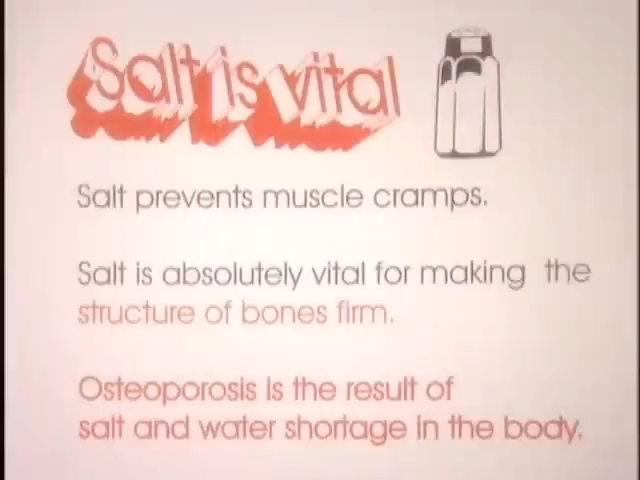 Salt is vital
Salt prevents muscle cramps.
Salt is absolutely vital for making the
structure of bones firm.
Osteoporosis is the result of
salt and water shortage in the body.